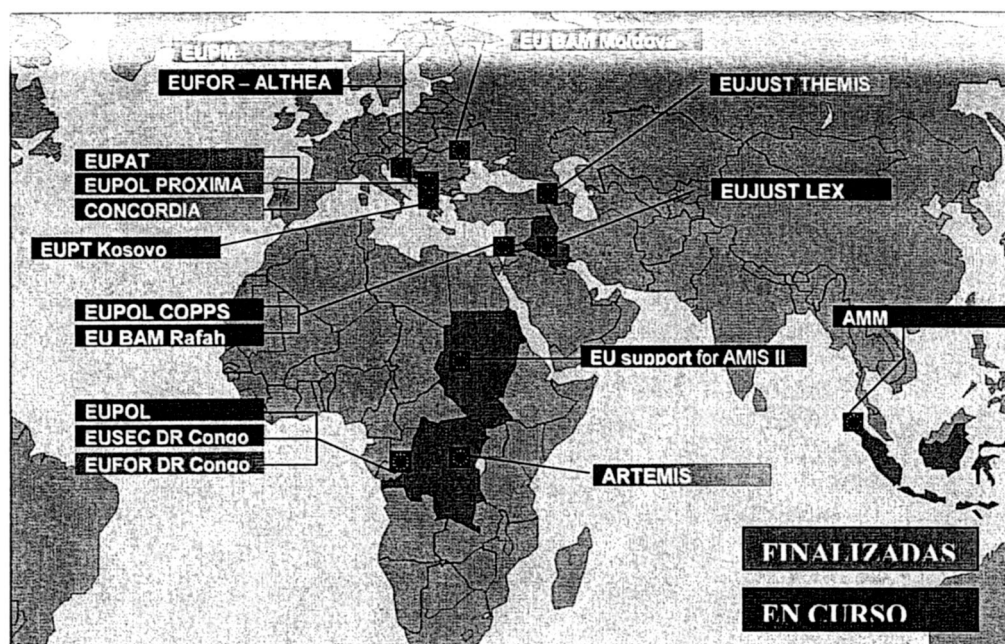 EUPM
EU BAM Moldova
EUFOR – ALTHEA
EUJUST THEMIS
EUPAT
EUPOL PROXIMA
CONCORDIA
EUJUST LEX
EUPT Kosovo
EUPOL COPPS
EU BAM Rafah
AMM
EU support for AMIS II
EUPOL
EUSEC DR Congo
EUFOR DR Congo
ARTEMIS
FINALIZADAS
EN CURSO